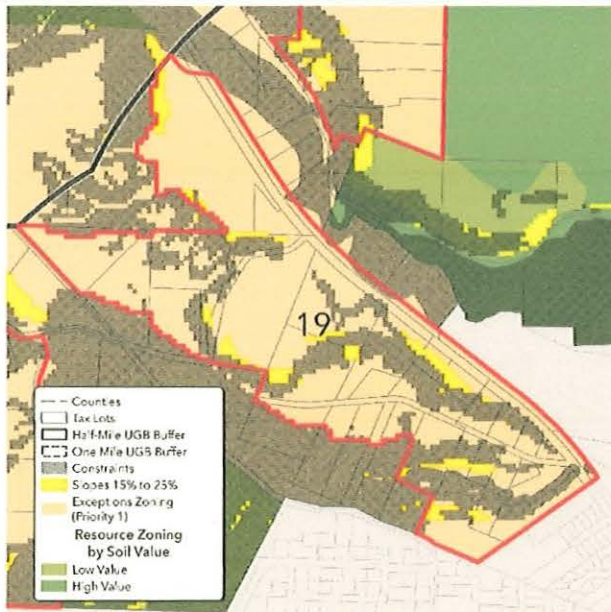 19
Counties
Tax Lots
Half-Mile UGB Buffer
One Mile UGB Buffer
Constraints
Slopes 15% to 25%
Exceptions Zoning
(Priority 1)
Resource Zoning
by Soil Value
Low Value
High Value